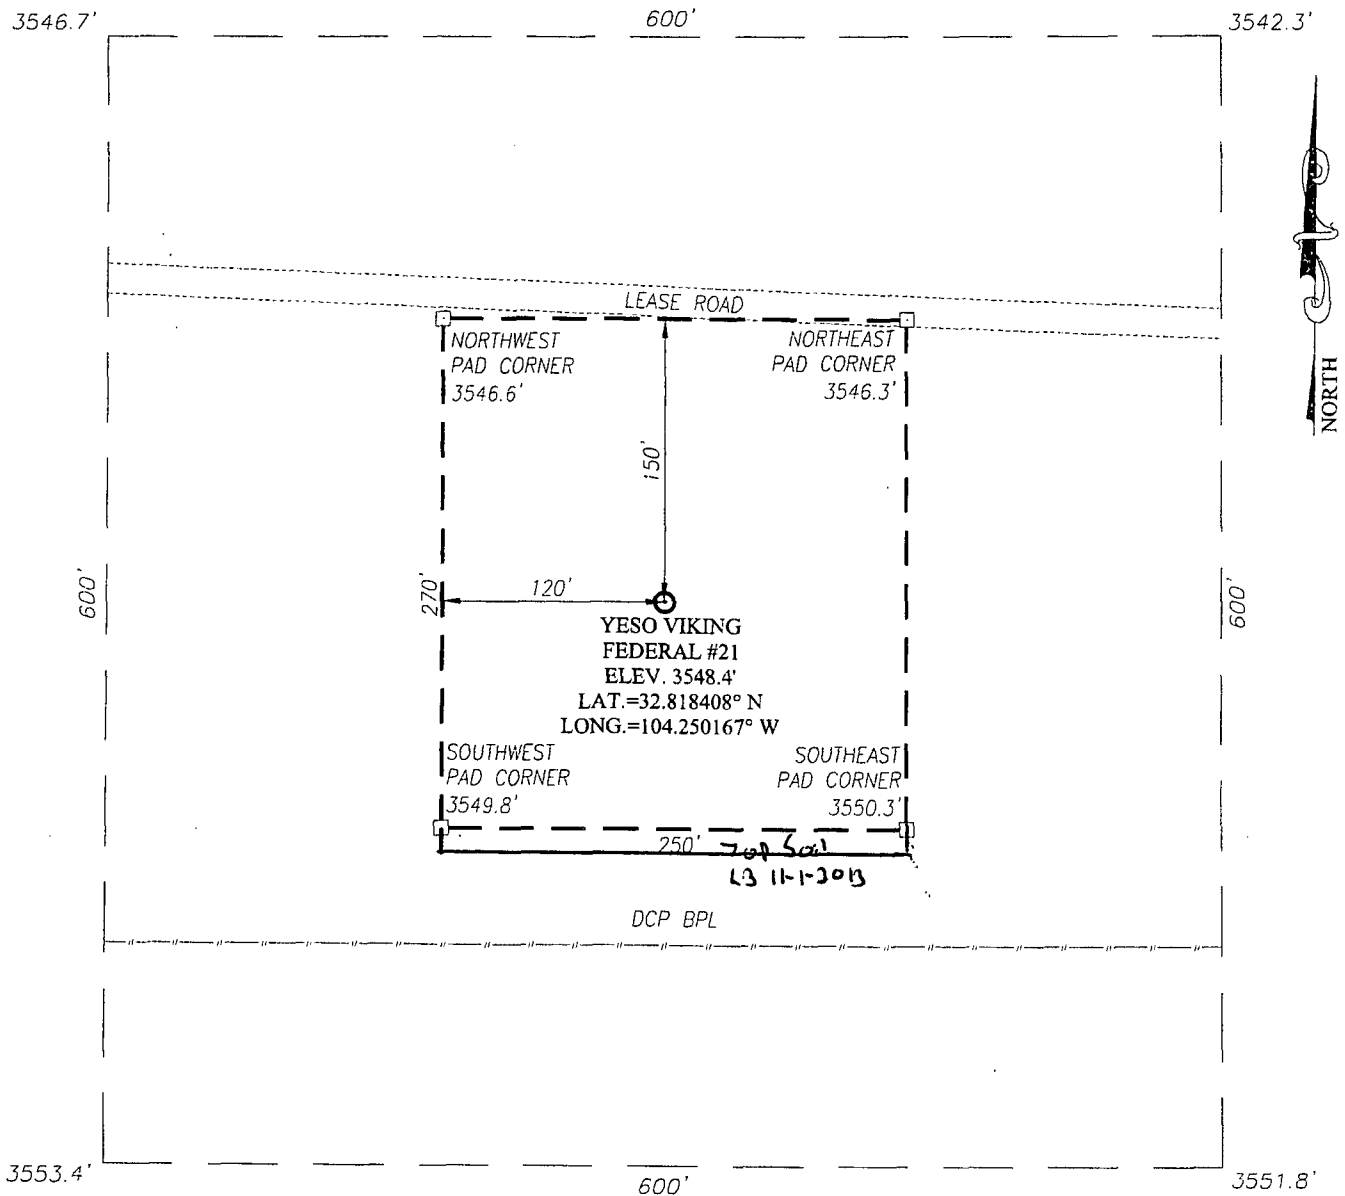 3546.7'
600'
3542.3'
LEASE ROAD
NORTHWEST
PAD CORNER
3546.6'
NORTHEAST
PAD CORNER
3546.3'
NORTH
150'
600'
270'
120'
600'
YESO VIKING
FEDERAL #21
ELEV. 3548.4'
LAT.=32.818408° N
LONG.=104.250167° W
SOUTHWEST
PAD CORNER
3549.8'
SOUTHEAST
PAD CORNER
3550.3'
250'
Top Soil
LB 11-1-2013
DCP BPL
3553.4'
600'
3551.8'